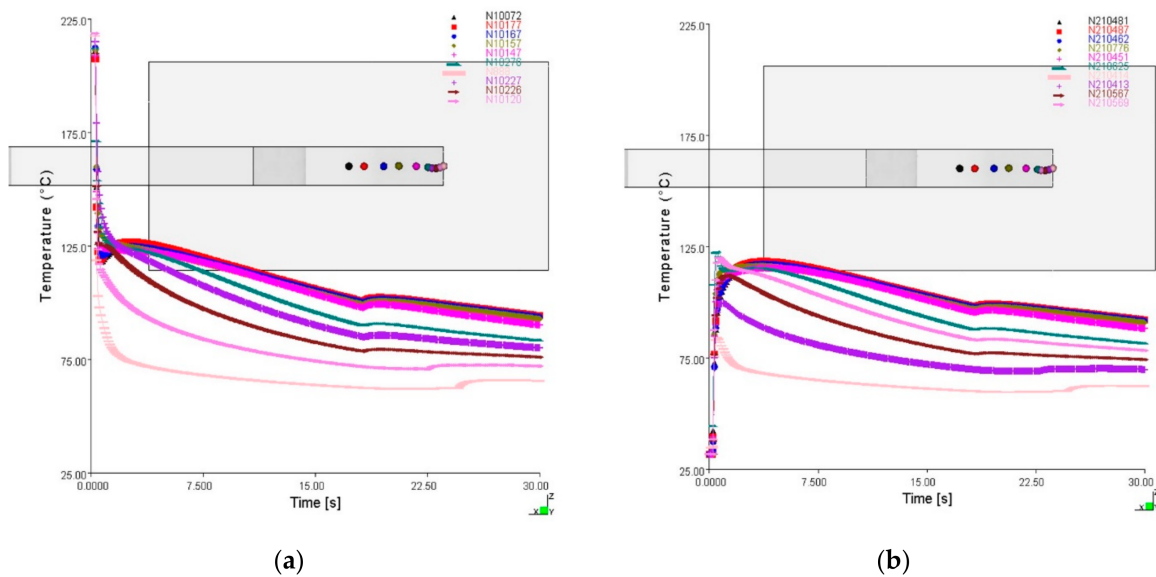 225.0
175.0
125.0
75.00
25.00
Temperature (°C)
0.0000
7.500
15.00
22.50
30.00
Time [s]
N10072
N10177
N10167
N10157
N10147
N10276
N10227
N10226
N10120
Z
X Y
(a)
225.0
175.0
125.0
75.00
25.00
Temperature (°C)
0.0000
7.500
15.00
22.50
30.00
Time [s]
N210481
N210487
N210462
N210776
N210451
N210625
N210413
N210567
N210569
Z
X
(b)